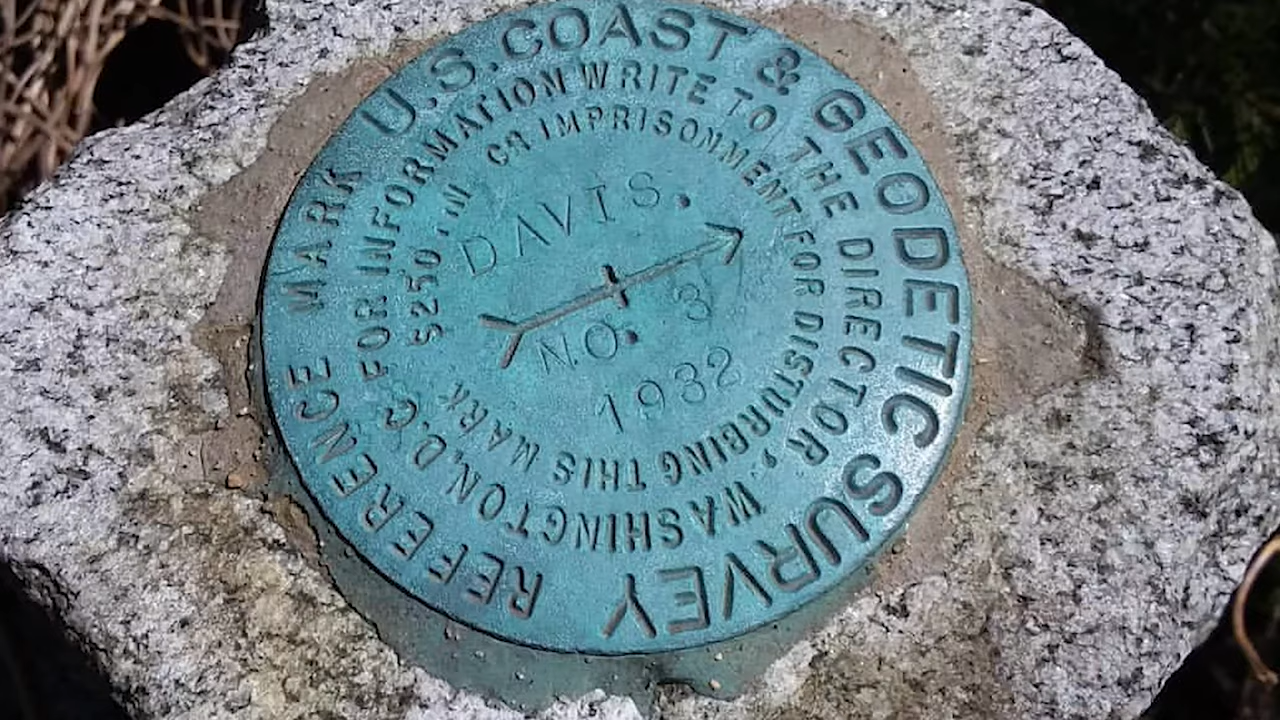 U.S. COAST & GEODETIC SURVEY
REFERENCE MARK
FOR INFORMATION WRITE TO THE DIRECTOR, WASHINGTON, D.C.
$250. IN OR IMPRISONMENT FOR DISTURBING THIS MARK
DAVIS.
NO. 3
1932